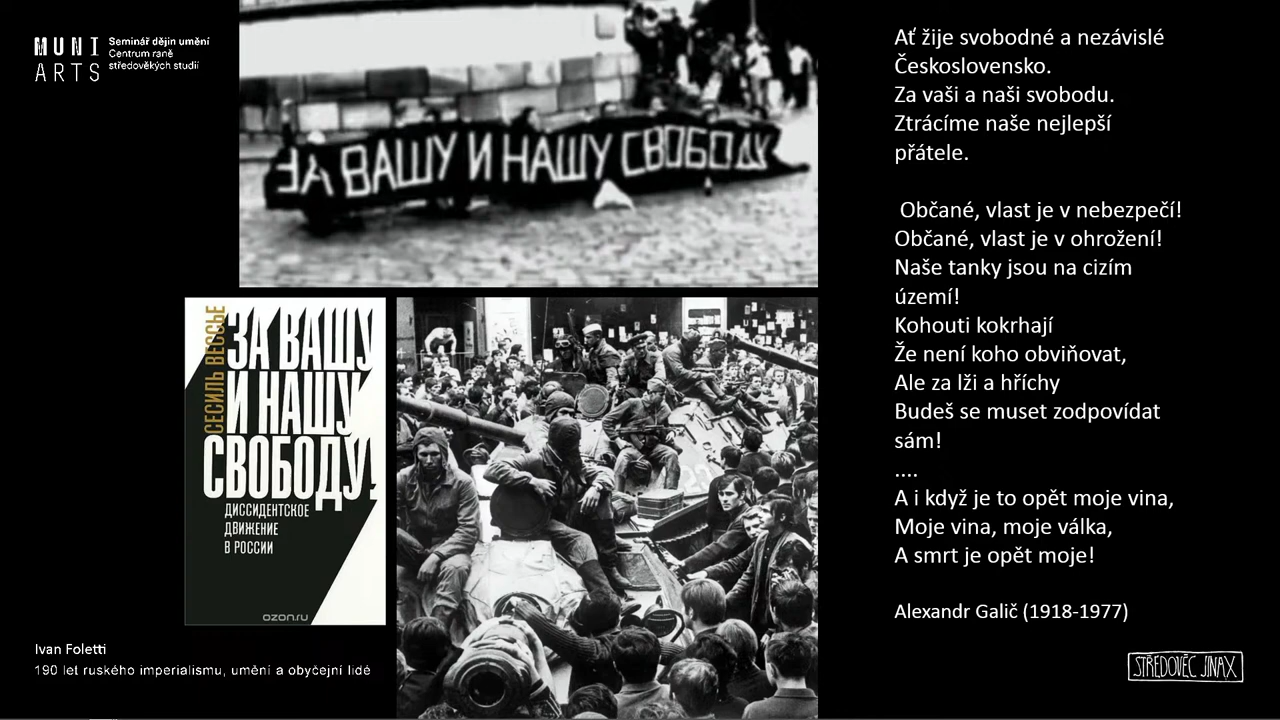 MUNI
ARTS
Seminář dějin umění
Centrum raně
středověkých studií
ЗА ВАШУ И НАШУ СВОБОДУ
СЕСИЛЬ ВЕССЬЕ
ЗА ВАШУ
И НАШУ
СВОБОДУ!
ДИССИДЕНТСКОЕ
ДВИЖЕНИЕ
В РОССИИ
ozon.ru
Ať žije svobodné a nezávislé
Československo.
Za vaši a naši svobodu.
Ztrácíme naše nejlepší
přátele.
Občané, vlast je v nebezpečí!
Občané, vlast je v ohrožení!
Naše tanky jsou na cizím
území!
Kohouti kokrhají
Že není koho obviňovat,
Ale za lži a hříchy
Budeš se muset zodpovídat
sám!
....
A i když je to opět moje vina,
Moje vina, moje válka,
A smrt je opět moje!
Alexandr Galič (1918-1977)
Ivan Foletti
190 let ruského imperialismu, umění a obyčejní lidé
STŘEDOVĚC JINAX